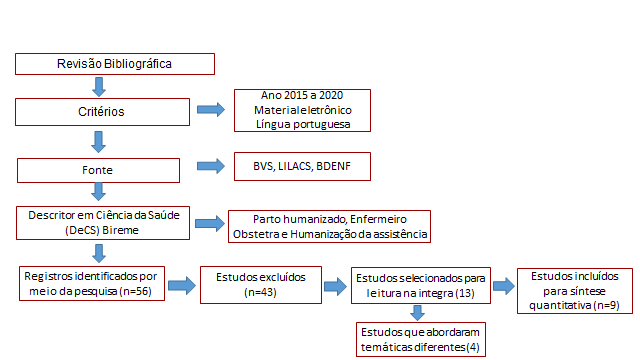 Revisão Bibliográfica
Critérios
Ano 2015 a 2020
Material eletrônico
Língua portuguesa
Fonte
BVS, LILACS, BDENF
Descritor em Ciência da Saúde
(DeCS) Bireme
Parto humanizado, Enfermeiro
Obstetra e Humanização da assistência
Registros identificados por
meio da pesquisa (n=56)
Estudos excluídos
(n=43)
Estudos selecionados para
leitura na integra (13)
Estudos incluídos
para síntese
quantitativa (n=9)
Estudos que abordaram
temáticas diferentes (4)